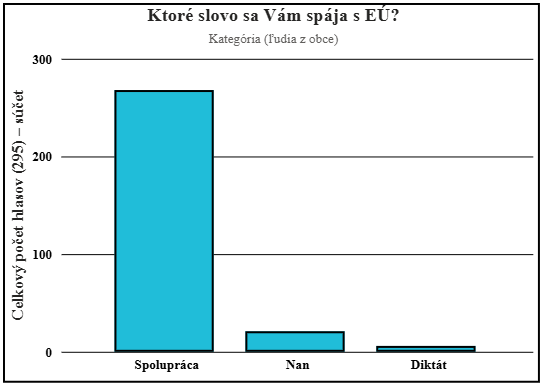 Ktoré slovo sa Vám spája s EÚ?
Kategória (ľudia z obce)
Celkový počet hlasov (295) – súčet
300
200
100
0
Spolupráca
Nan
Diktát